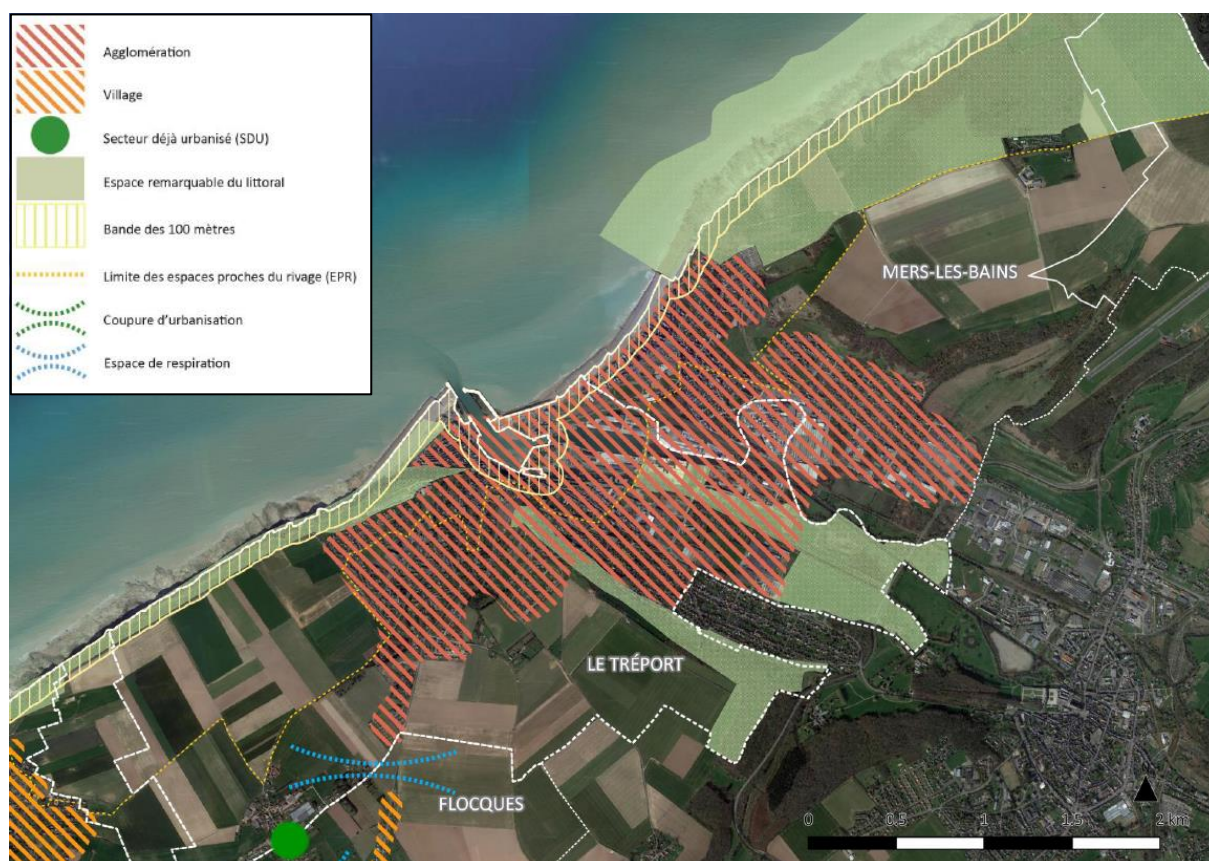 Agglomération
Village
Secteur déjà urbanisé (SDU)
Espace remarquable du littoral
Bande des 100 mètres
Limite des espaces proches du rivage (EPR)
Coupure d'urbanisation
Espace de respiration
MERS-LES-BAINS
LE TRÉPORT
FLOCQUES
0 0.5 1 1.5 2 km